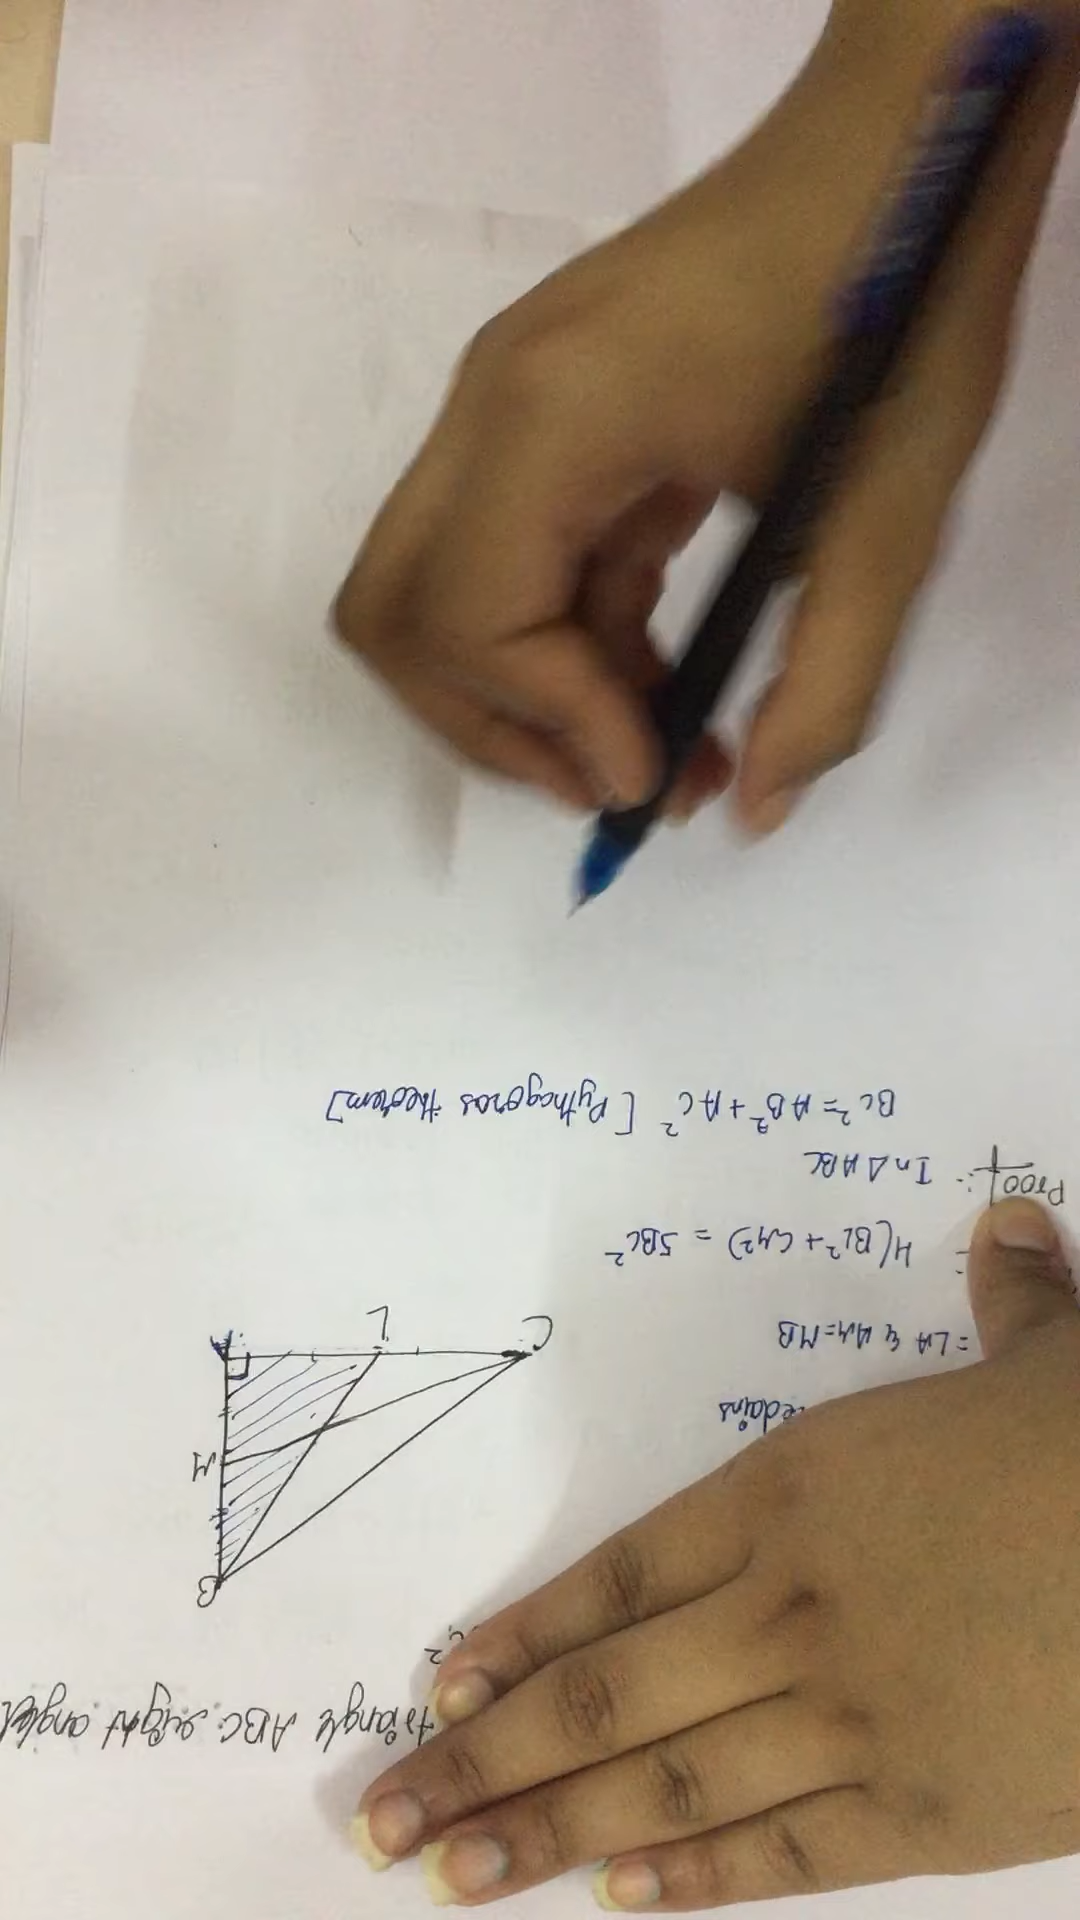 triangle ABC right angled
2
medians
= LA & AM = MB
4(BL² + CM²) = 5BC²
Proof :- In △ABC
BC² = AB² + AC² [Pythagoras theorem]
B
M
A
L
C